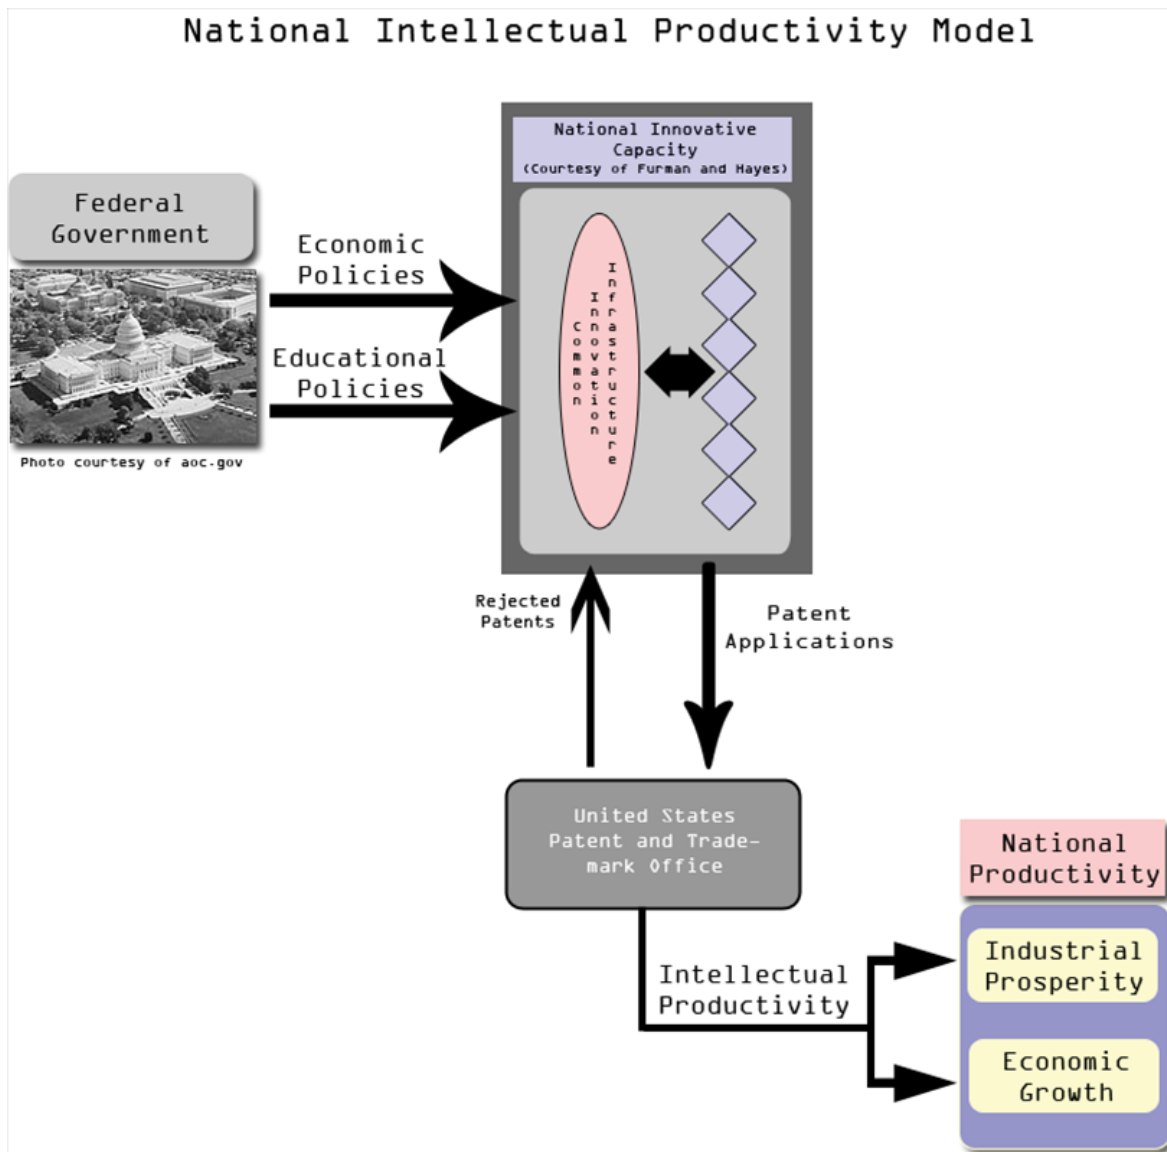 National Intellectual Productivity Model
National Innovative
Capacity
(Courtesy of Furman and Hayes)
Federal
Government
Economic
Policies
Educational
Policies
Photo courtesy of aoc.gov
Common
Innovation
Infrastructure
Rejected
Patents
Patent
Applications
United States
Patent and Trade-
mark Office
Intellectual
Productivity
National
Productivity
Industrial
Prosperity
Economic
Growth